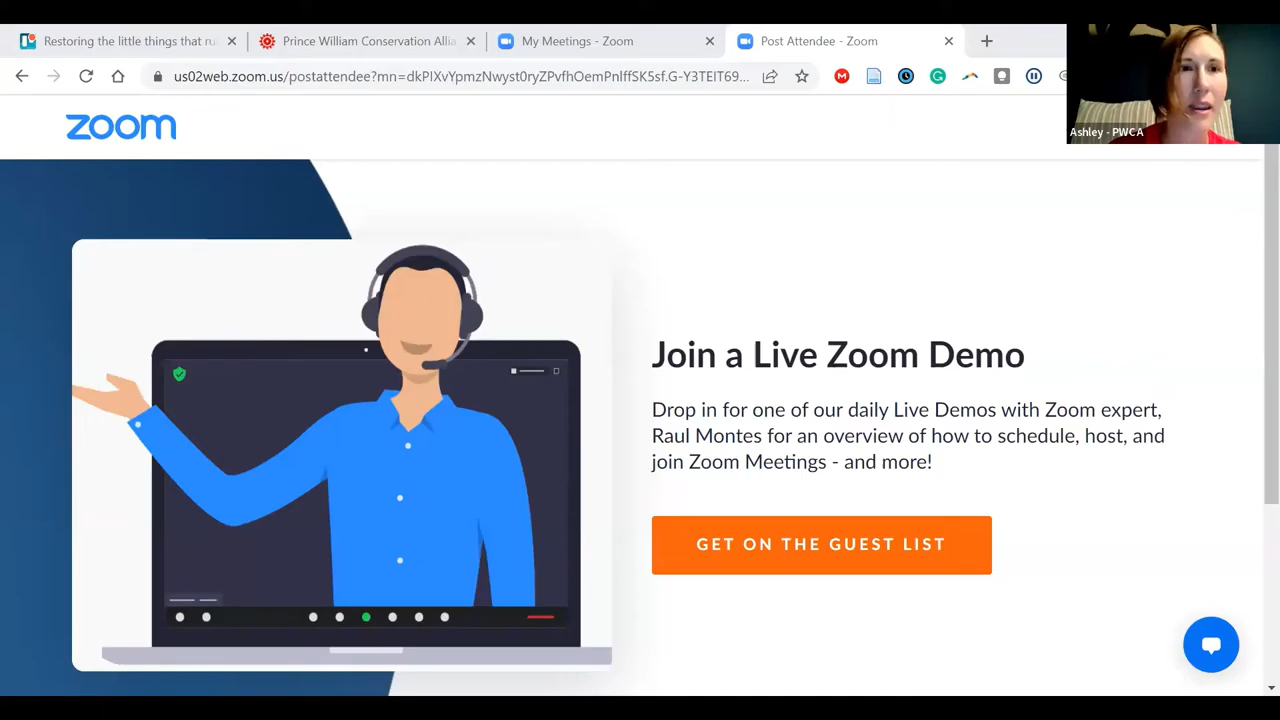 Restoring the little things that ru
Prince William Conservation Allia
My Meetings - Zoom
Post Attendee - Zoom
us02web.zoom.us/postattendee?mn=dkPIXvYpmzNwyst0ryZPvfhOemPnlffSK5sf.G-Y3TEIT69...
Ashley - PWCA
zoom
Join a Live Zoom Demo
Drop in for one of our daily Live Demos with Zoom expert,
Raul Montes for an overview of how to schedule, host, and
join Zoom Meetings - and more!
GET ON THE GUEST LIST